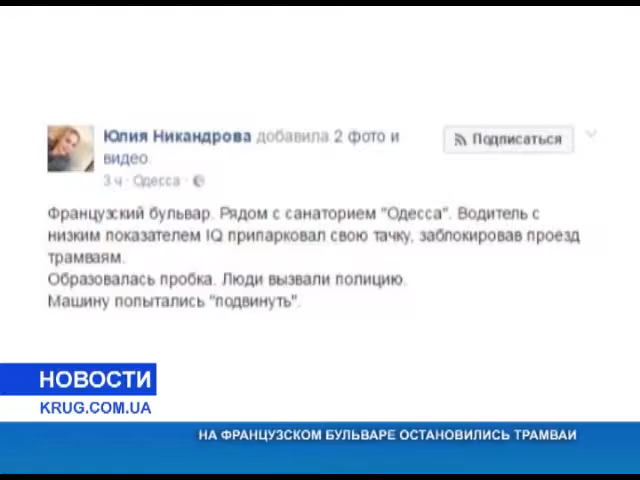 Юлия Никандрова добавила 2 фото и
видео.
3 ч · Одесса ·
Подписаться
Французский бульвар. Рядом с санаторием "Одесса". Водитель с
низким показателем IQ припарковал свою тачку, заблокировав проезд
трамваям.
Образовалась пробка. Люди вызвали полицию.
Машину попытались "подвинуть".
НОВОСТИ
KRUG.COM.UA
НА ФРАНЦУЗСКОМ БУЛЬВАРЕ ОСТАНОВИЛИСЬ ТРАМВАИ